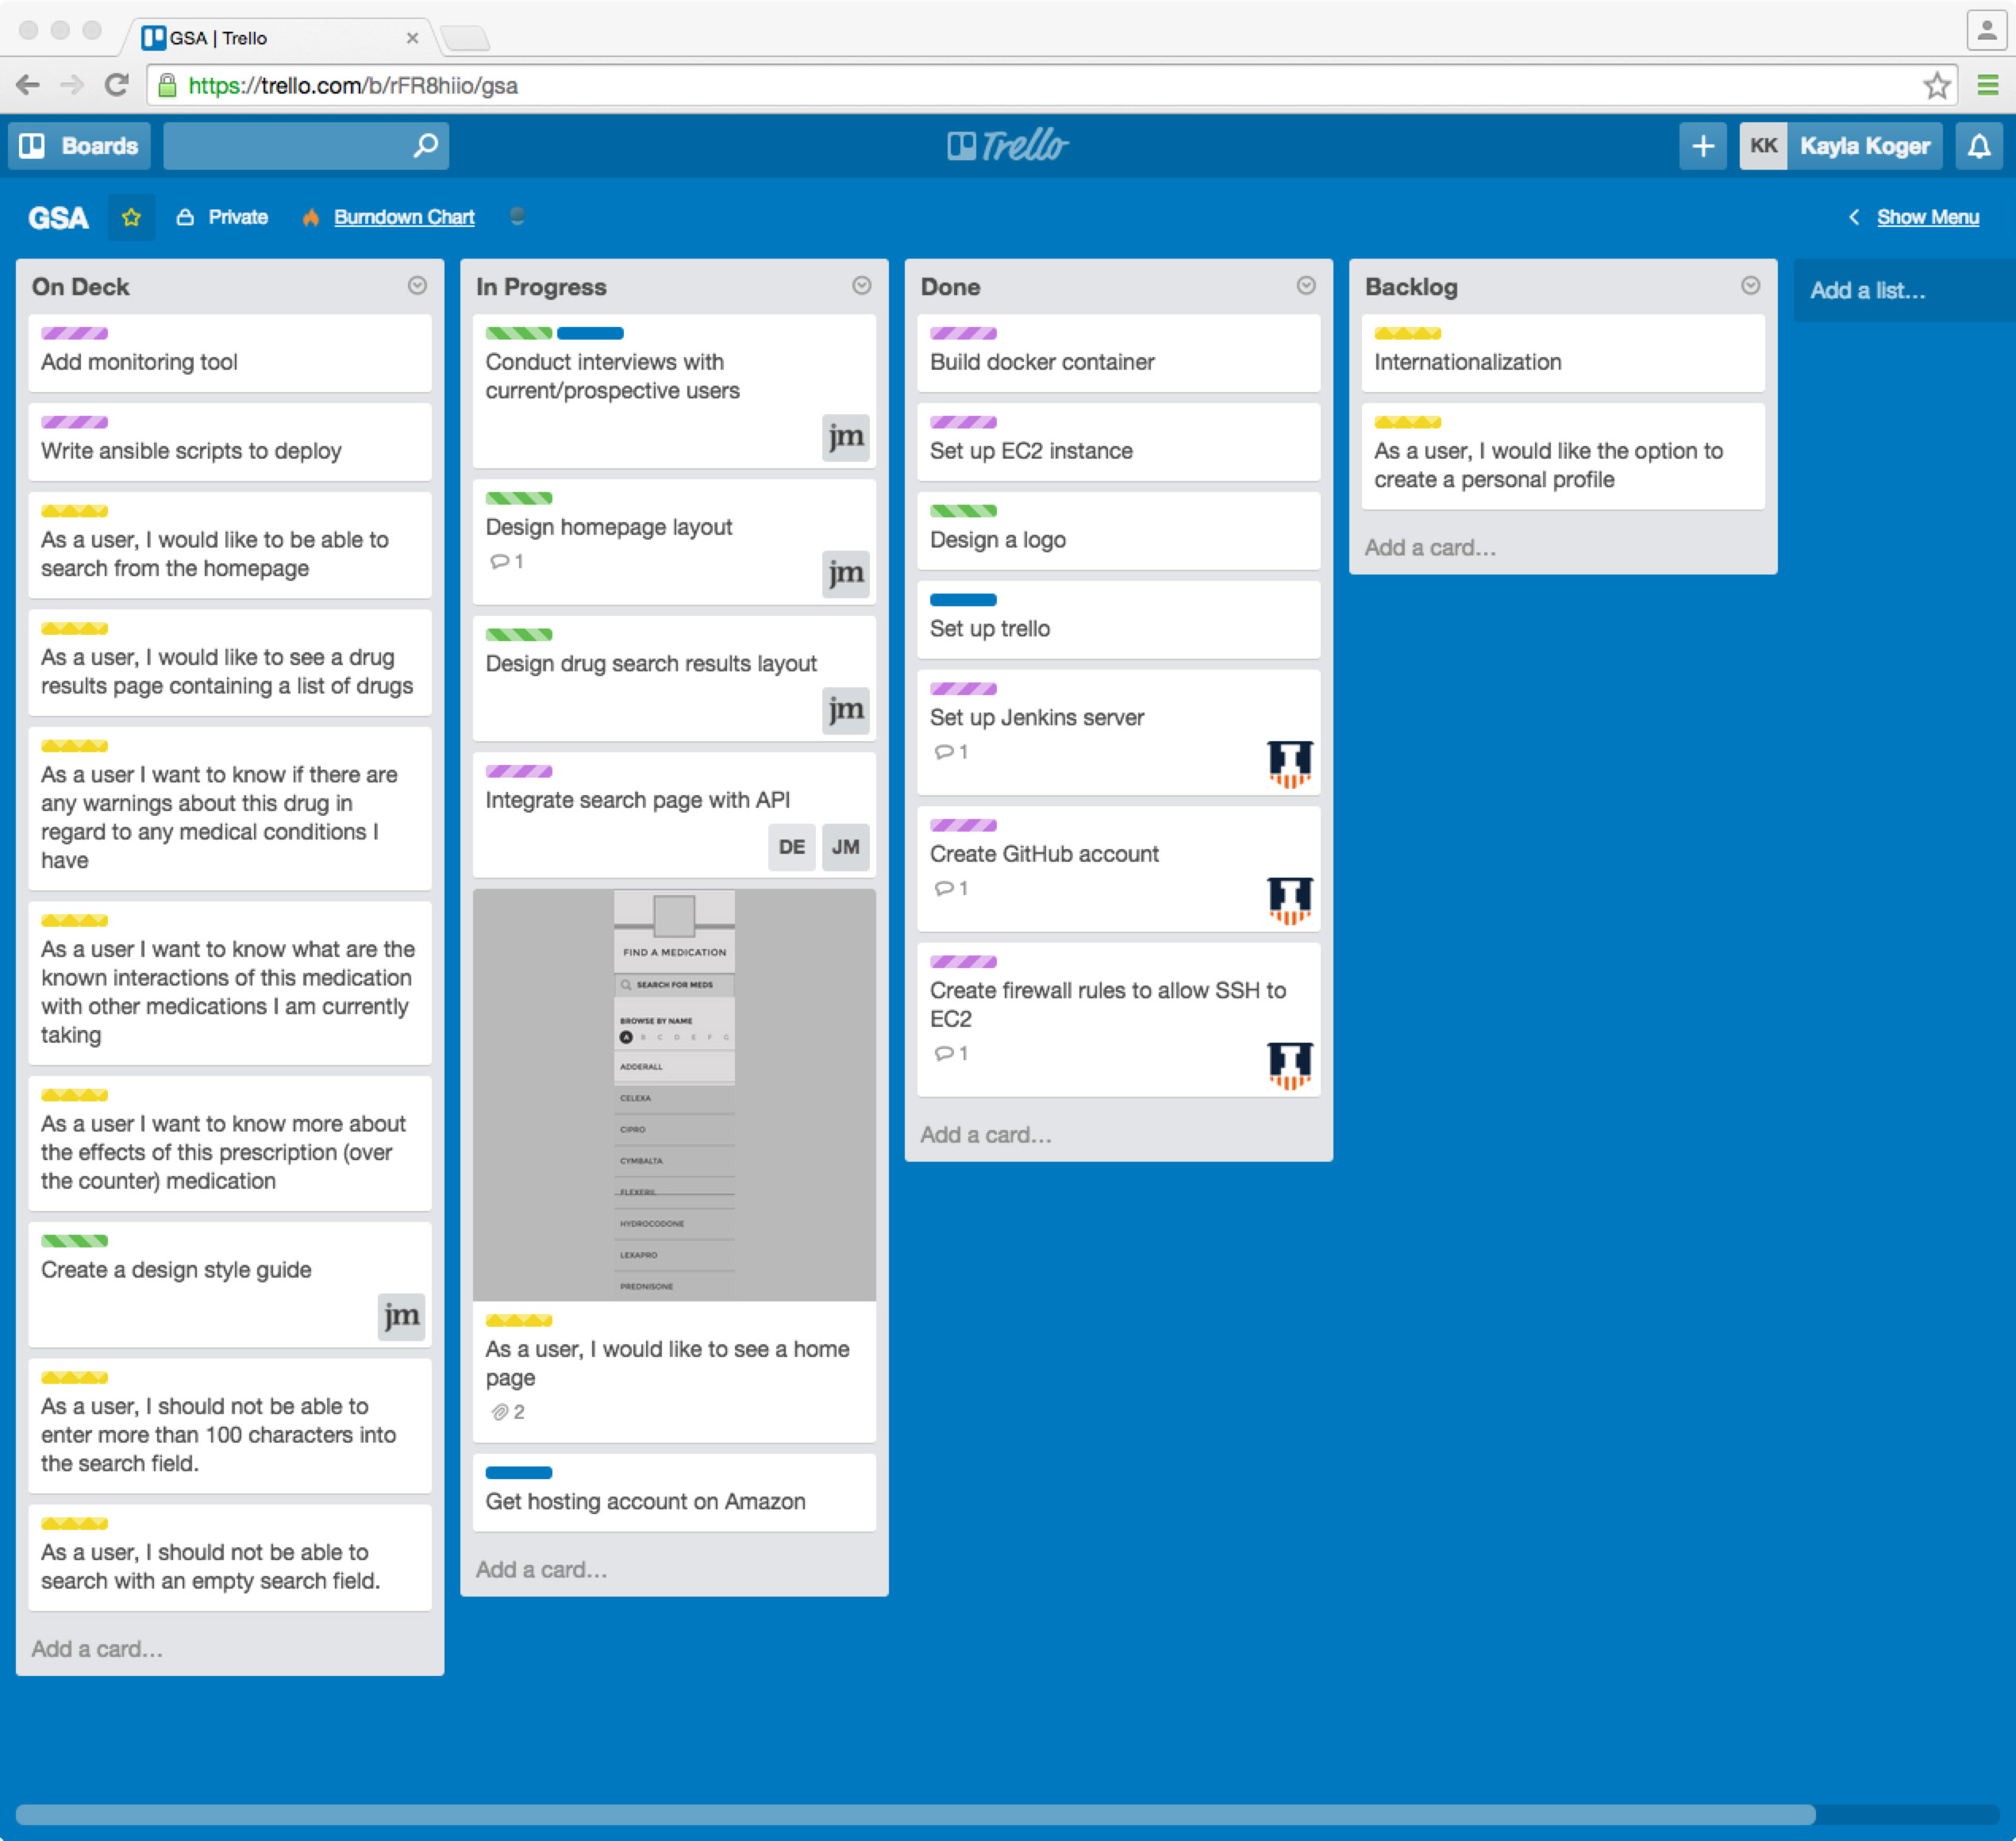 GSA | Trello
https://trello.com/b/rFR8hiio/gsa
Boards
Trello
KK
Kayla Koger
GSA
Private
Burndown Chart
Show Menu
On Deck
Add monitoring tool
Write ansible scripts to deploy
As a user, I would like to be able to
search from the homepage
As a user, I would like to see a drug
results page containing a list of drugs
As a user I want to know if there are
any warnings about this drug in
regard to any medical conditions I
have
As a user I want to know what are the
known interactions of this medication
with other medications I am currently
taking
As a user I want to know more about
the effects of this prescription (over
the counter) medication
Create a design style guide
jm
As a user, I should not be able to
enter more than 100 characters into
the search field.
As a user, I should not be able to
search with an empty search field.
Add a card...
In Progress
Conduct interviews with
current/prospective users
jm
Design homepage layout
1
jm
Design drug search results layout
jm
Integrate search page with API
DE JM
FIND A MEDICATION
SEARCH FOR MEDS
BROWSE BY NAME
A B C D E F G
ADDERALL
CELEXA
CIPRO
CYMBALTA
FLEXERIL
HYDROCODONE
LEXAPRO
PREDNISONE
As a user, I would like to see a home
page
2
Get hosting account on Amazon
Add a card...
Done
Build docker container
Set up EC2 instance
Design a logo
Set up trello
Set up Jenkins server
1
I
Create GitHub account
1
I
Create firewall rules to allow SSH to
EC2
1
I
Add a card...
Backlog
Internationalization
As a user, I would like the option to
create a personal profile
Add a card...
Add a list...